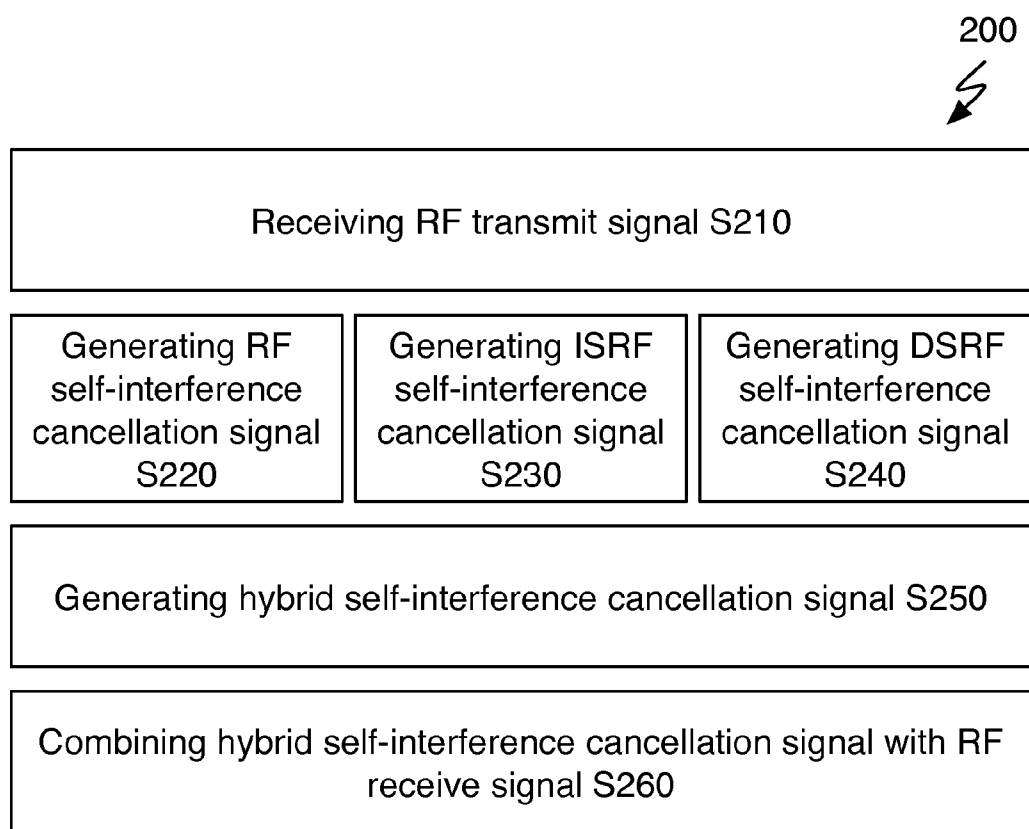 200
Receiving RF transmit signal S210
Generating RF
self-interference
cancellation signal
S220
Generating ISRF
self-interference
cancellation signal
S230
Generating DSRF
self-interference
cancellation signal
S240
Generating hybrid self-interference cancellation signal S250
Combining hybrid self-interference cancellation signal with RF
receive signal S260